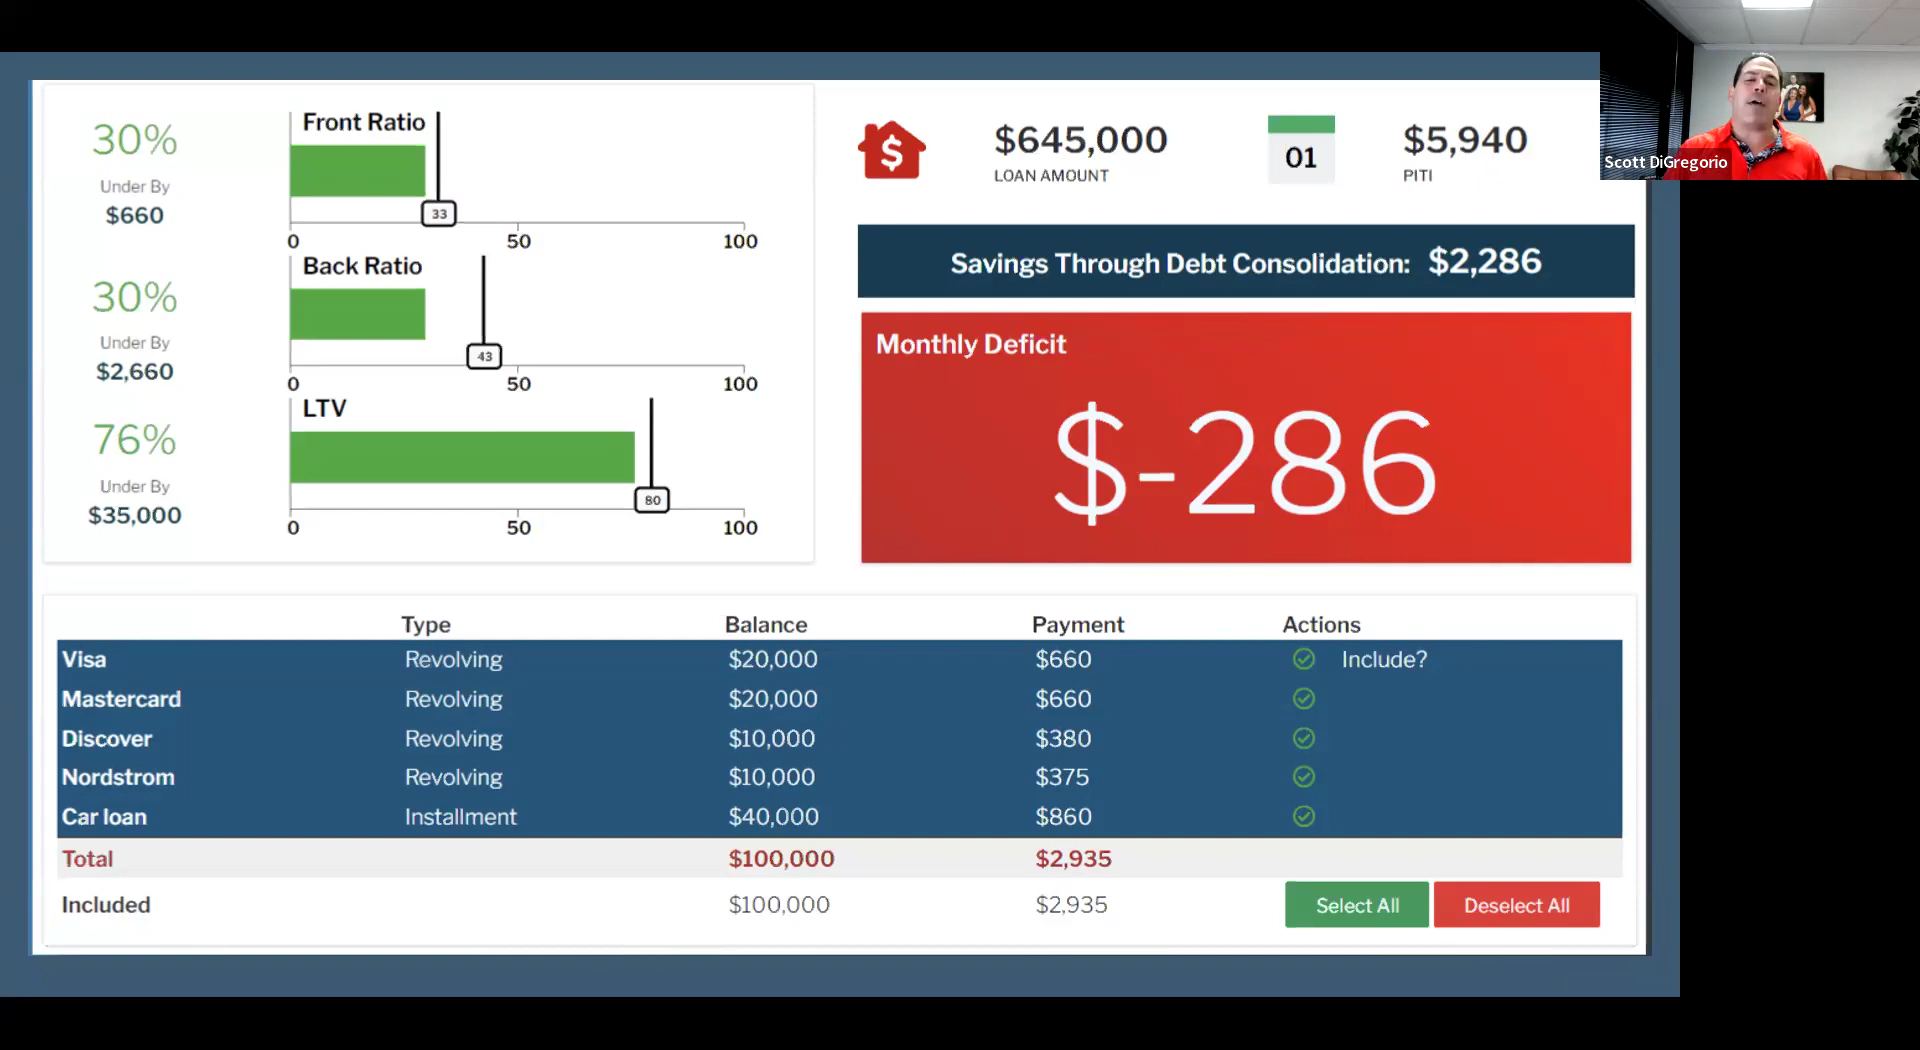 30%
Under By
$660
Front Ratio
33
0 50 100
30%
Under By
$2,660
Back Ratio
43
0 50 100
76%
Under By
$35,000
LTV
80
0 50 100
$
$645,000
LOAN AMOUNT
01
$5,940
PITI
Scott DiGregorio
Savings Through Debt Consolidation: $2,286
Monthly Deficit
$-286
Type Balance Payment Actions
Visa Revolving $20,000 $660 Include?
Mastercard Revolving $20,000 $660
Discover Revolving $10,000 $380
Nordstrom Revolving $10,000 $375
Car loan Installment $40,000 $860
Total $100,000 $2,935
Included $100,000 $2,935 Select All Deselect All